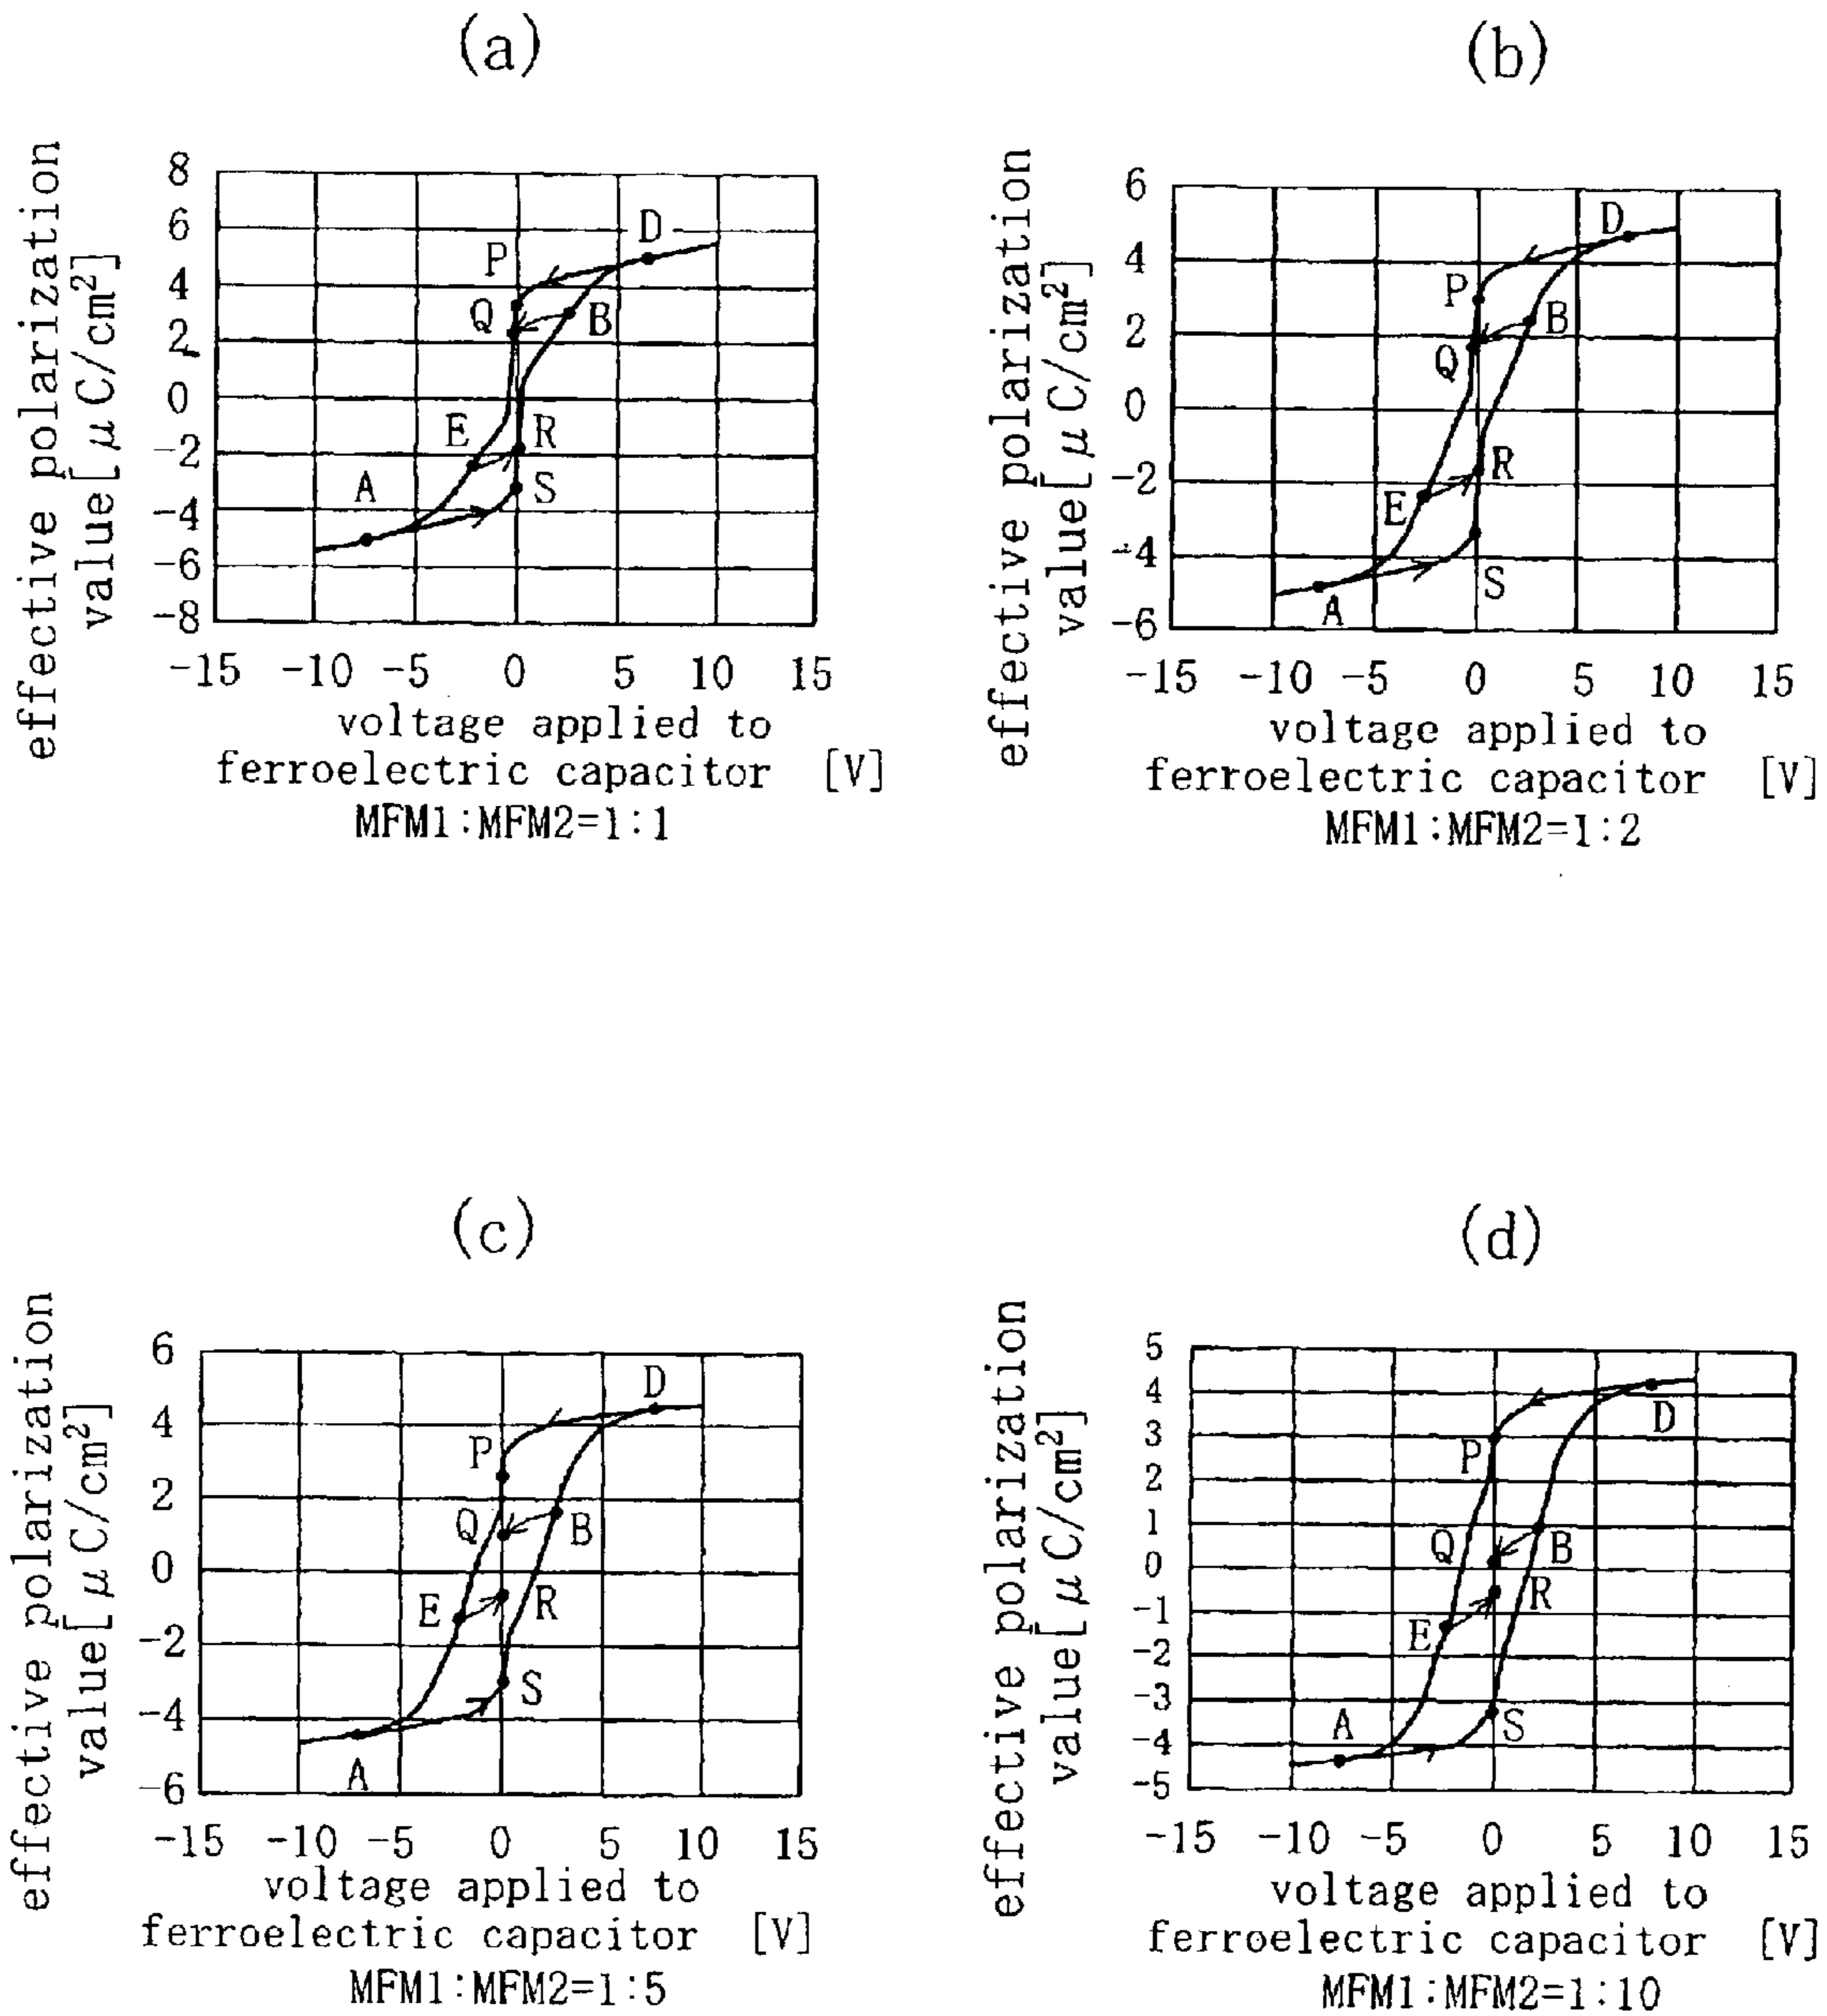 (a)
effective polarization
value[μC/cm²]
8
6
4
2
0
-2
-4
-6
-8
D
P
Q
B
E
R
A
S
-15 -10 -5 0 5 10 15
voltage applied to
ferroelectric capacitor [V]
MFM1:MFM2=1:1
(b)
effective polarization
value[μC/cm²]
6
4
2
0
-2
-4
-6
D
P
B
Q
R
E
S
A
-15 -10 -5 0 5 10 15
voltage applied to
ferroelectric capacitor [V]
MFM1:MFM2=1:2
(c)
effective polarization
value[μC/cm²]
6
4
2
0
-2
-4
-6
D
P
Q
B
E
R
S
A
-15 -10 -5 0 5 10 15
voltage applied to
ferroelectric capacitor [V]
MFM1:MFM2=1:5
(d)
effective polarization
value[μC/cm²]
5
4
3
2
1
0
-1
-2
-3
-4
-5
D
P
Q
B
R
E
A
S
-15 -10 -5 0 5 10 15
voltage applied to
ferroelectric capacitor [V]
MFM1:MFM2=1:10